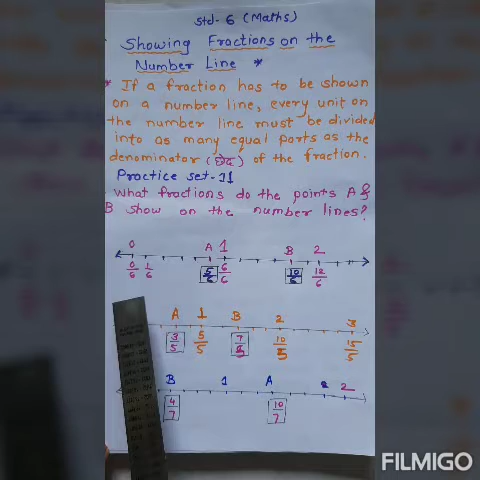 Std- 6 (Maths)
Showing Fractions on the
Number Line *
* If a fraction has to be shown
on a number line, every unit on
the number line must be divided
into as many equal parts as the
denominator (छेद) of the fraction.
Practice set-11
What fractions do the points A &
B show on the number lines?
0 A 1 B 2
0/6 1/6 5/6 6/6 10/6 12/6
A 1 B 2 3
3/5 5/5 7/5 10/5 15/5
B 1 A 2
4/7 10/7
FILMIGO